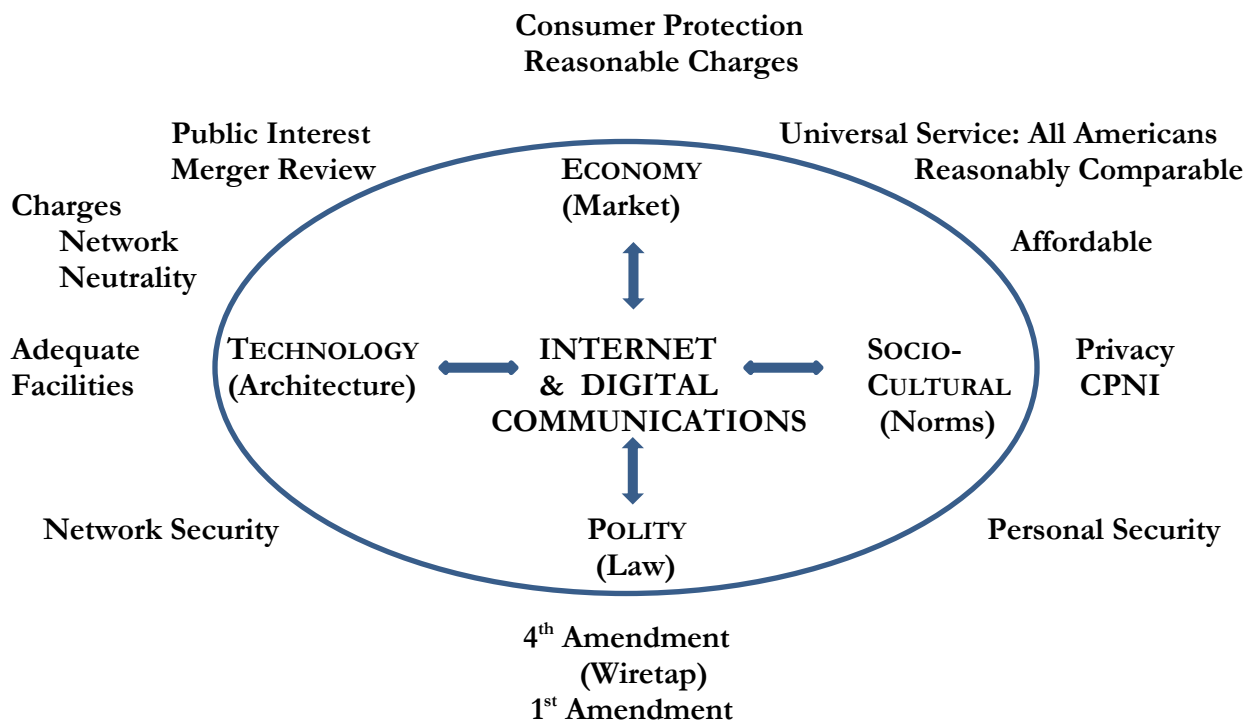 Consumer Protection
Reasonable Charges
Public Interest
Merger Review
Universal Service: All Americans
Reasonably Comparable
ECONOMY
(Market)
Charges
Network
Neutrality
Affordable
Adequate
Facilities
TECHNOLOGY
(Architecture)
INTERNET
& DIGITAL
COMMUNICATIONS
SOCIO-
CULTURAL
(Norms)
Privacy
CPNI
Network Security
POLITY
(Law)
Personal Security
4th Amendment
(Wiretap)
1st Amendment